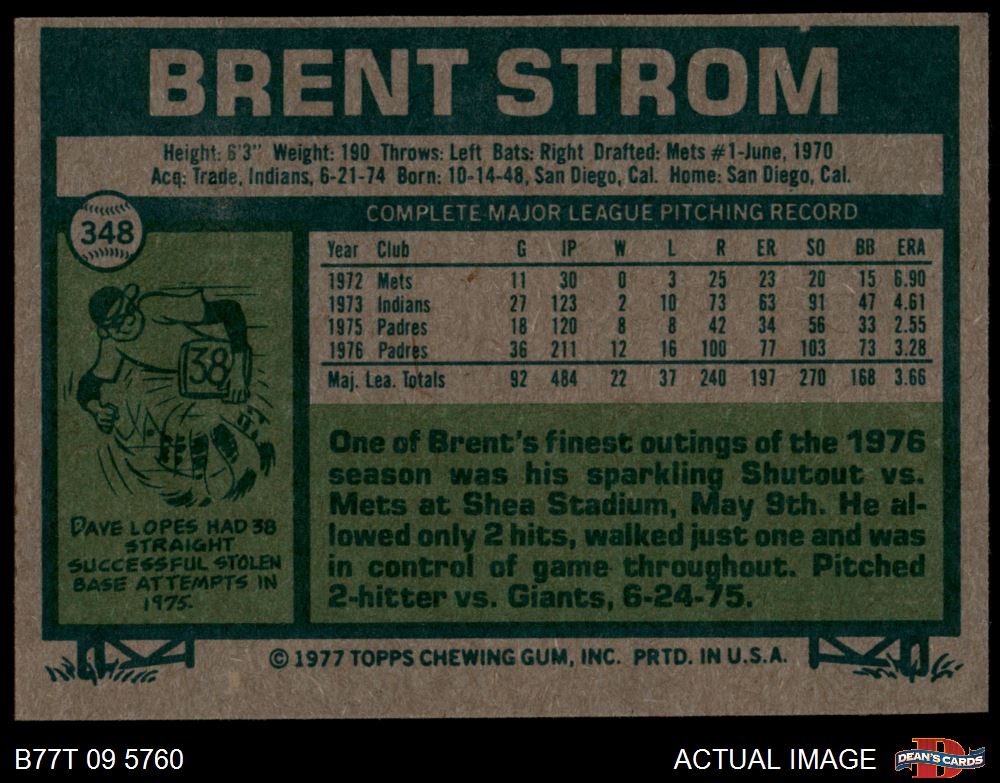 BRENT STROM
Height: 6'3" Weight: 190 Throws: Left Bats: Right Drafted: Mets #1-June, 1970
Acq: Trade, Indians, 6-21-74 Born: 10-14-48, San Diego, Cal. Home: San Diego, Cal.
348
COMPLETE MAJOR LEAGUE PITCHING RECORD
Year Club G IP W L R ER SO BB ERA
1972 Mets 11 30 0 3 25 23 20 15 6.90
1973 Indians 27 123 2 10 73 63 91 47 4.61
1975 Padres 18 120 8 8 42 34 56 33 2.55
1976 Padres 36 211 12 16 100 77 103 73 3.28
Maj. Lea. Totals 92 484 22 37 240 197 270 168 3.66
38
DAVE LOPES HAD 38
STRAIGHT
SUCCESSFUL STOLEN
BASE ATTEMPTS IN
1975.
One of Brent's finest outings of the 1976
season was his sparkling Shutout vs.
Mets at Shea Stadium, May 9th. He al-
lowed only 2 hits, walked just one and was
in control of game throughout. Pitched
2-hitter vs. Giants, 6-24-75.
© 1977 TOPPS CHEWING GUM, INC. PRTD. IN U.S.A.
B77T 09 5760
ACTUAL IMAGE
D
DEAN'S CARDS